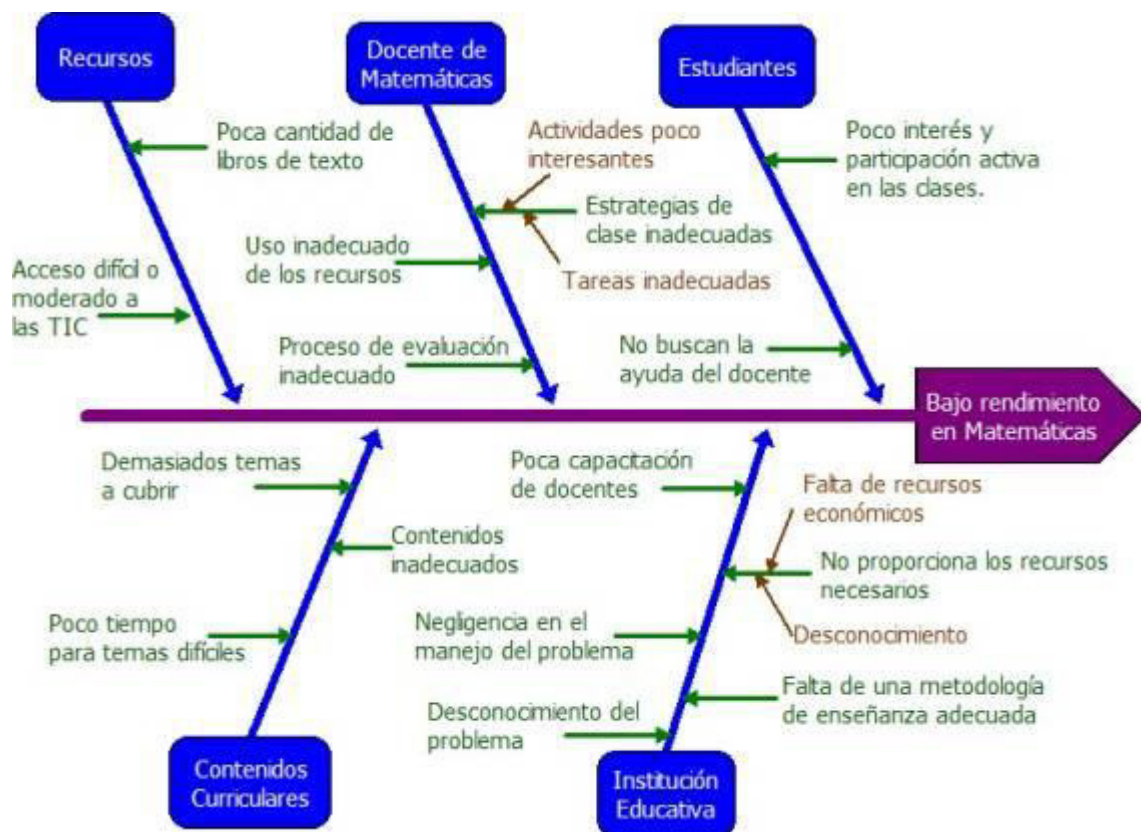 Recursos
Docente de
Matemáticas
Estudiantes
Poca cantidad de
libros de texto
Actividades poco
interesantes
Poco interés y
participación activa
en las clases.
Estrategias de
clase inadecuadas
Uso inadecuado
de los recursos
Tareas inadecuadas
Acceso difícil o
moderado a
las TIC
Proceso de evaluación
inadecuado
No buscan la
ayuda del docente
Bajo rendimiento
en Matemáticas
Demasiados temas
a cubrir
Poca capacitación
de docentes
Falta de recursos
económicos
Contenidos
inadecuados
No proporciona los recursos
necesarios
Poco tiempo
para temas difíciles
Negligencia en el
manejo del problema
Desconocimiento
Desconocimiento del
problema
Falta de una metodología
de enseñanza adecuada
Contenidos
Curriculares
Institución
Educativa